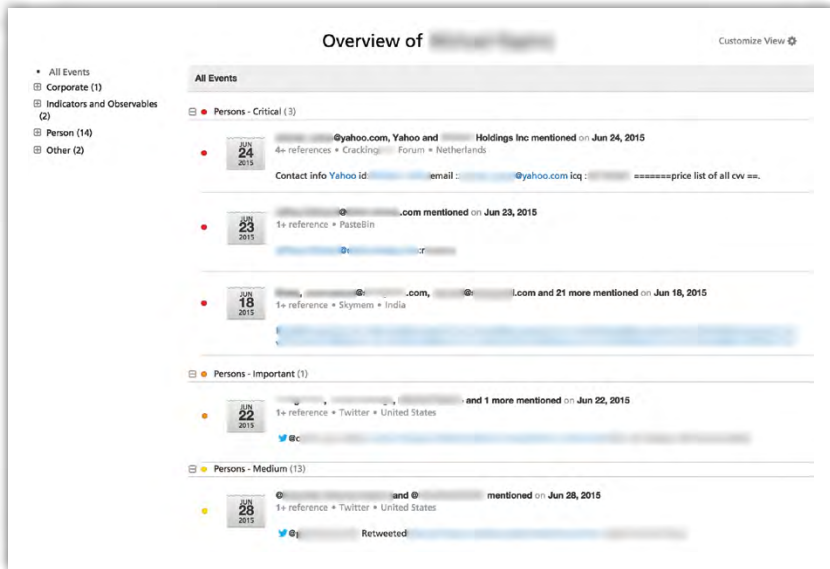 Overview of
Customize View
All Events
Corporate (1)
Indicators and Observables
(2)
Person (14)
Other (2)
All Events
Persons - Critical (3)
JUN
24
2015
@yahoo.com, Yahoo and Holdings Inc mentioned on Jun 24, 2015
4+ references • Cracking Forum • Netherlands
Contact info Yahoo id email : @yahoo.com icq : =======price list of all cvv ==.
JUN
23
2015
@ .com mentioned on Jun 23, 2015
1+ reference • PasteBin
JUN
18
2015
@ .com, @ l.com and 21 more mentioned on Jun 18, 2015
1+ reference • Skymem • India
Persons - Important (1)
JUN
22
2015
and 1 more mentioned on Jun 22, 2015
1+ reference • Twitter • United States
Persons - Medium (13)
JUN
28
2015
@ and @ mentioned on Jun 28, 2015
1+ reference • Twitter • United States
Retweeted